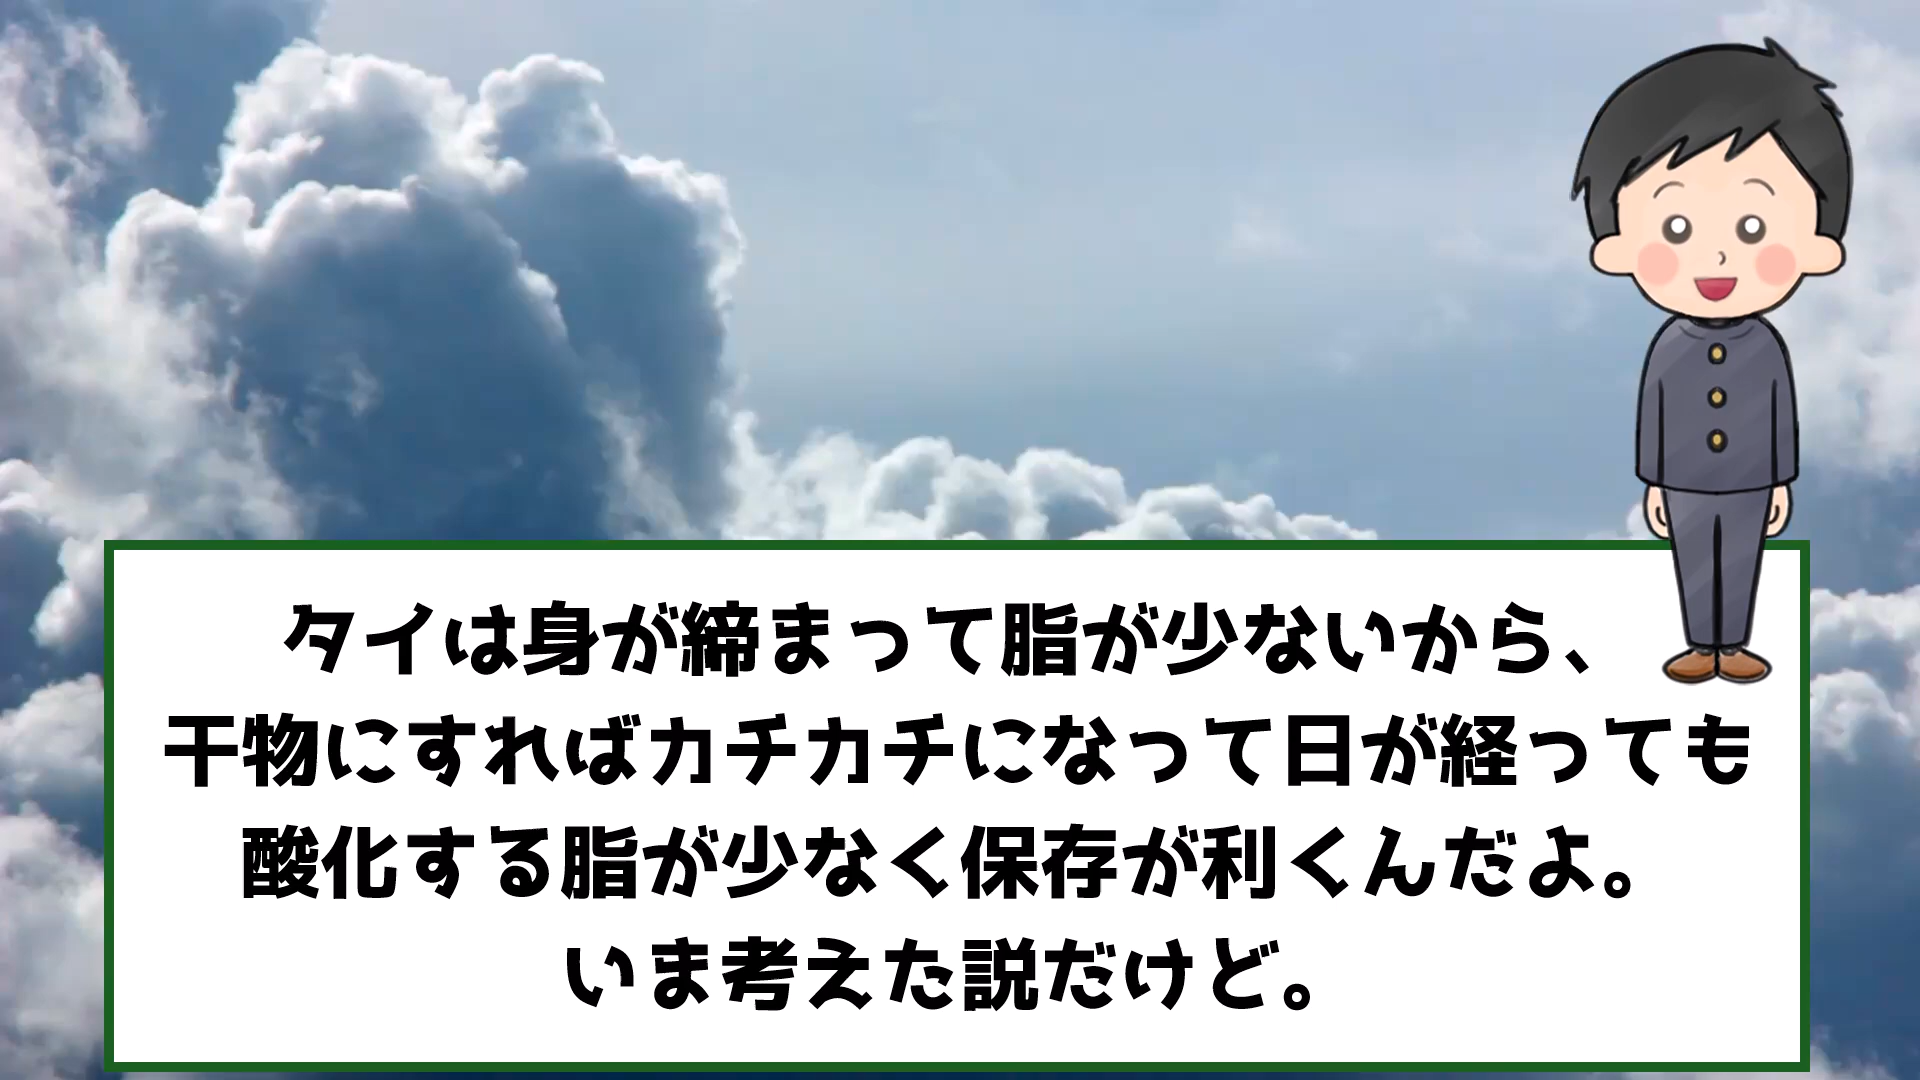 タイは身が締まって脂が少ないから、
干物にすればカチカチになって日が経っても
酸化する脂が少なく保存が利くんだよ。
いま考えた説だけど。